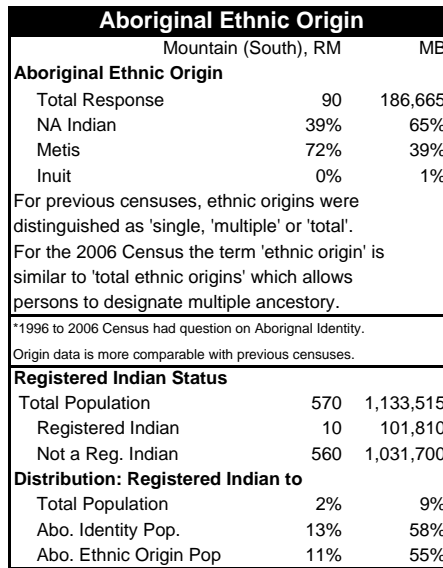 Aboriginal Ethnic Origin
Mountain (South), RM MB
Aboriginal Ethnic Origin
Total Response 90 186,665
NA Indian 39% 65%
Metis 72% 39%
Inuit 0% 1%
For previous censuses, ethnic origins were
distinguished as 'single, 'multiple' or 'total'.
For the 2006 Census the term 'ethnic origin' is
similar to 'total ethnic origins' which allows
persons to designate multiple ancestory.
*1996 to 2006 Census had question on Aborignal Identity.
Origin data is more comparable with previous censuses.
Registered Indian Status
Total Population 570 1,133,515
Registered Indian 10 101,810
Not a Reg. Indian 560 1,031,700
Distribution: Registered Indian to
Total Population 2% 9%
Abo. Identity Pop. 13% 58%
Abo. Ethnic Origin Pop 11% 55%